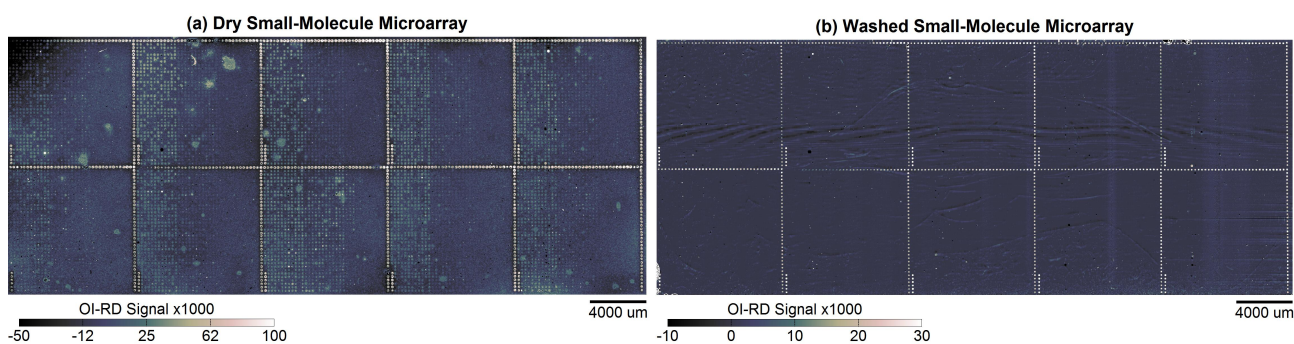 (a) Dry Small-Molecule Microarray
(b) Washed Small-Molecule Microarray
OI-RD Signal x1000
-50 -12 25 62 100
4000 um
OI-RD Signal x1000
-10 0 10 20 30
4000 um